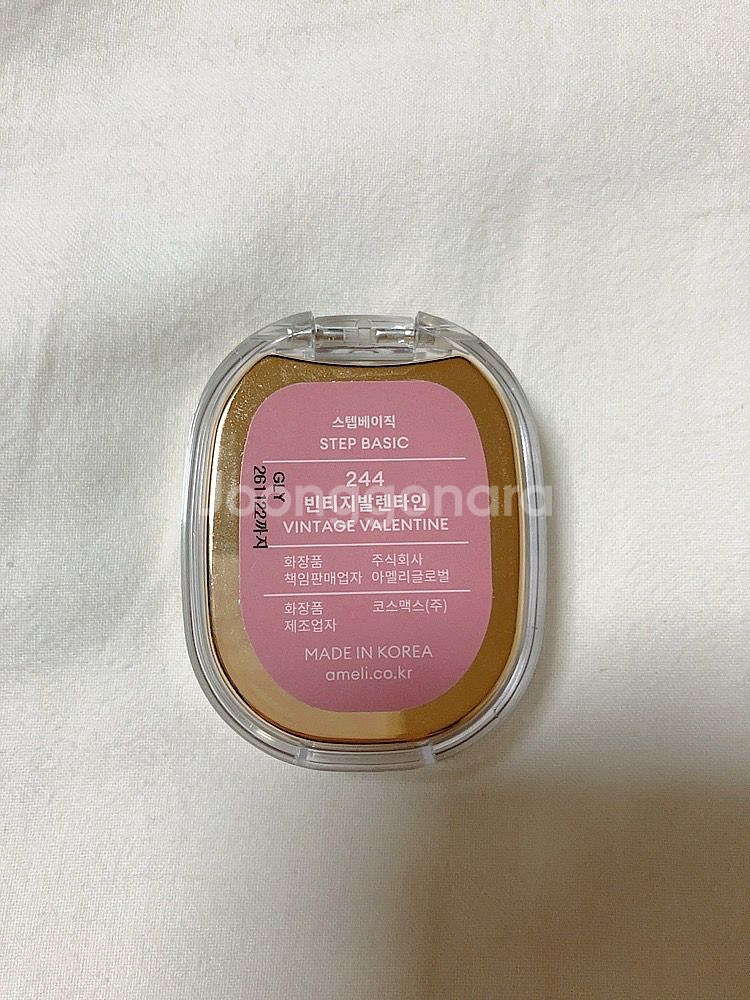 스텝베이직
STEP BASIC
244
빈티지발렌타인
VINTAGE VALENTINE
화장품 주식회사
책임판매업자 아멜리글로벌
화장품 코스맥스(주)
제조업자
MADE IN KOREA
ameli.co.kr
GLY
261122까지
joonggonara